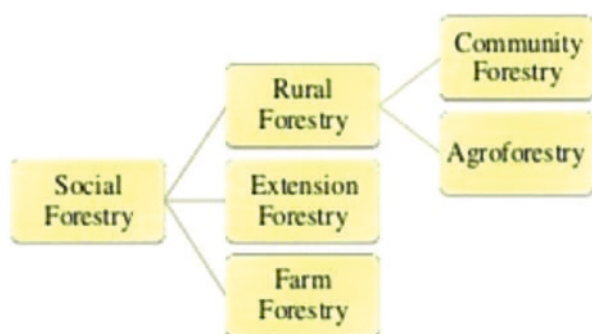 Community
Forestry
Rural
Forestry
Agroforestry
Social
Forestry
Extension
Forestry
Farm
Forestry